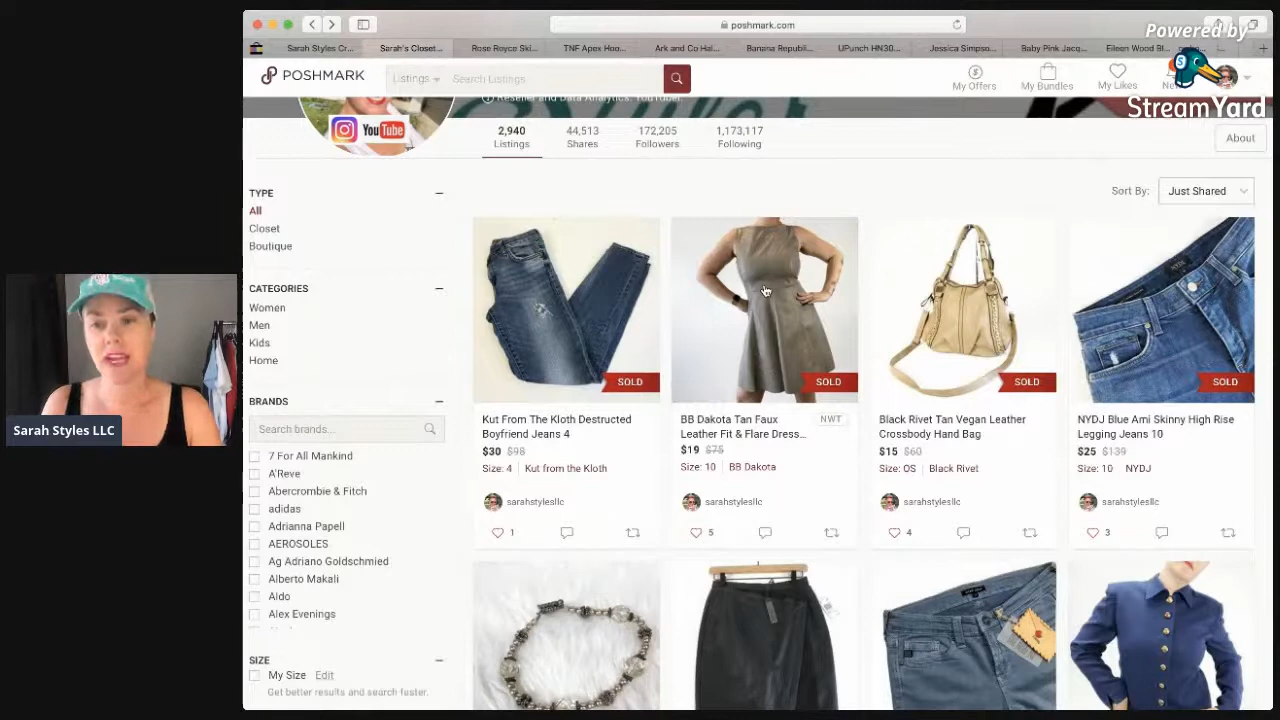 poshmark.com
Powered by
StreamYard
Sarah Styles Cr...
Sarah's Closet...
Rose Royce Ski...
TNF Apex Hoo...
Ark and Co Hal...
Banana Republi...
UPunch HN30...
Jessica Simpso...
Baby Pink Jacq...
Eileen Wood Bl...
POSHMARK
Listings
Search Listings
My Offers
My Bundles
My Likes
Reseller and Data Analytics. YouTuber.
YouTube
2,940
Listings
44,513
Shares
172,205
Followers
1,173,117
Following
About
Sort By: Just Shared
TYPE
All
Closet
Boutique
CATEGORIES
Women
Men
Kids
Home
BRANDS
Search brands...
7 For All Mankind
A'Reve
Abercrombie & Fitch
adidas
Adrianna Papell
AEROSOLES
Ag Adriano Goldschmied
Alberto Makali
Aldo
Alex Evenings
SIZE
My Size Edit
Get better results and search faster.
SOLD
Kut From The Kloth Destructed
Boyfriend Jeans 4
$30 $98
Size: 4 Kut from the Kloth
sarahstylesllc
1
SOLD
BB Dakota Tan Faux
Leather Fit & Flare Dress...
NWT
$19 $75
Size: 10 BB Dakota
sarahstylesllc
5
SOLD
Black Rivet Tan Vegan Leather
Crossbody Hand Bag
$15 $60
Size: OS Black Rivet
sarahstylesllc
4
NYDJ
SOLD
NYDJ Blue Ami Skinny High Rise
Legging Jeans 10
$25 $139
Size: 10 NYDJ
sarahstylesllc
3
Sarah Styles LLC